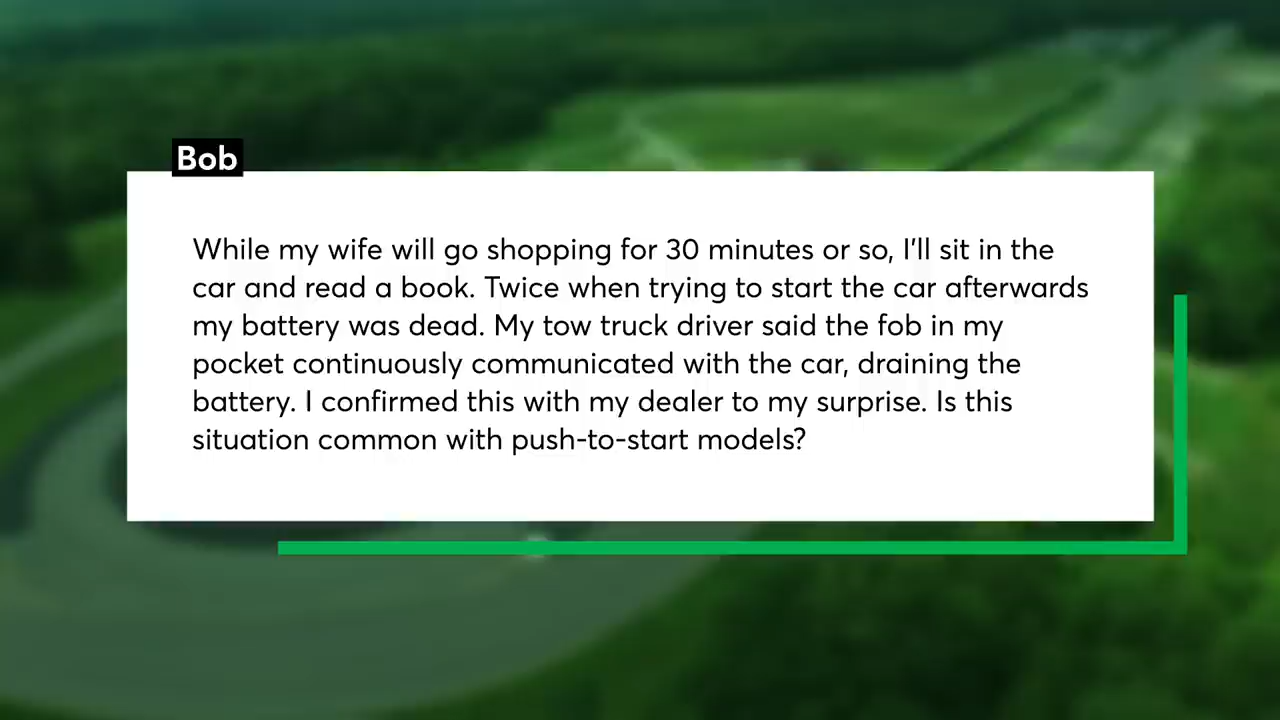 Bob
While my wife will go shopping for 30 minutes or so, I'll sit in the
car and read a book. Twice when trying to start the car afterwards
my battery was dead. My tow truck driver said the fob in my
pocket continuously communicated with the car, draining the
battery. I confirmed this with my dealer to my surprise. Is this
situation common with push-to-start models?